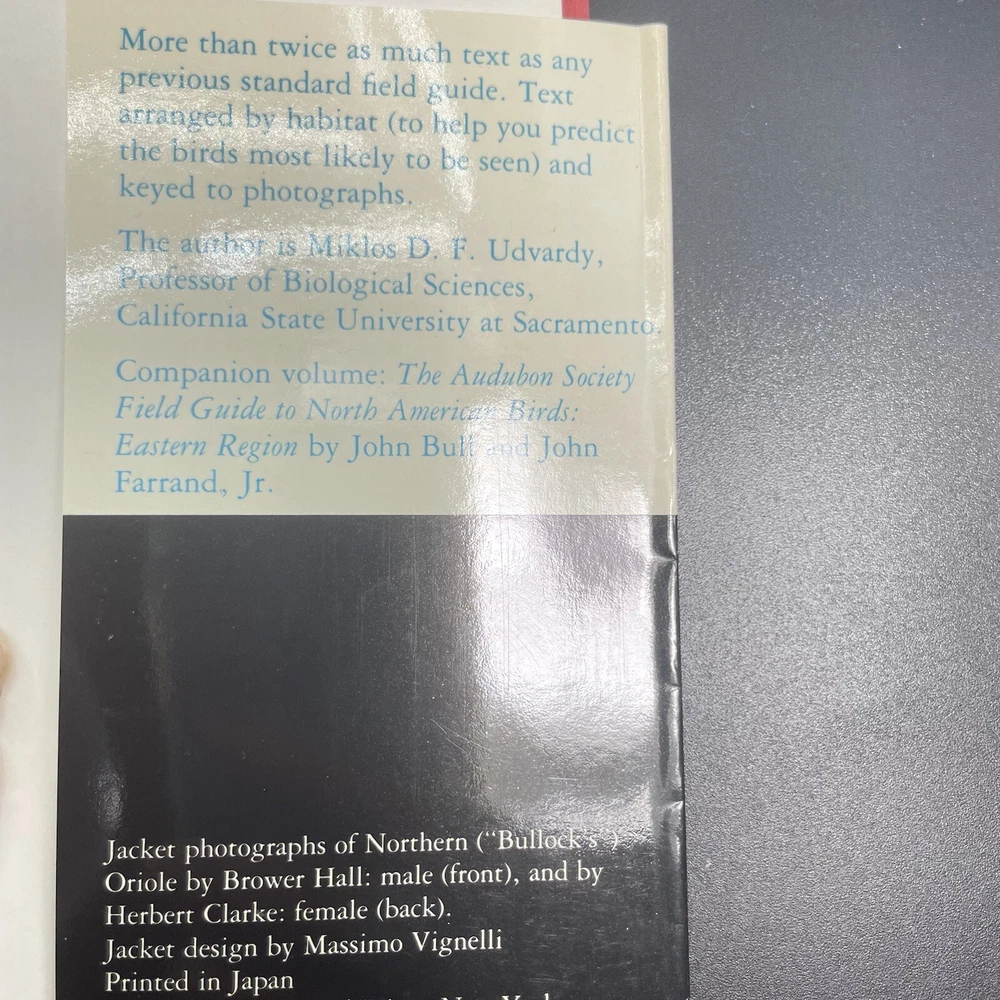 More than twice as much text as any
previous standard field guide. Text
arranged by habitat (to help you predict
the birds most likely to be seen) and
keyed to photographs.
The author is Miklos D. F. Udvardy,
Professor of Biological Sciences,
California State University at Sacramento.
Companion volume: The Audubon Society
Field Guide to North American Birds:
Eastern Region by John Bull and John
Farrand, Jr.
Jacket photographs of Northern (“Bullock's”)
Oriole by Brower Hall: male (front), and by
Herbert Clarke: female (back).
Jacket design by Massimo Vignelli
Printed in Japan
New York